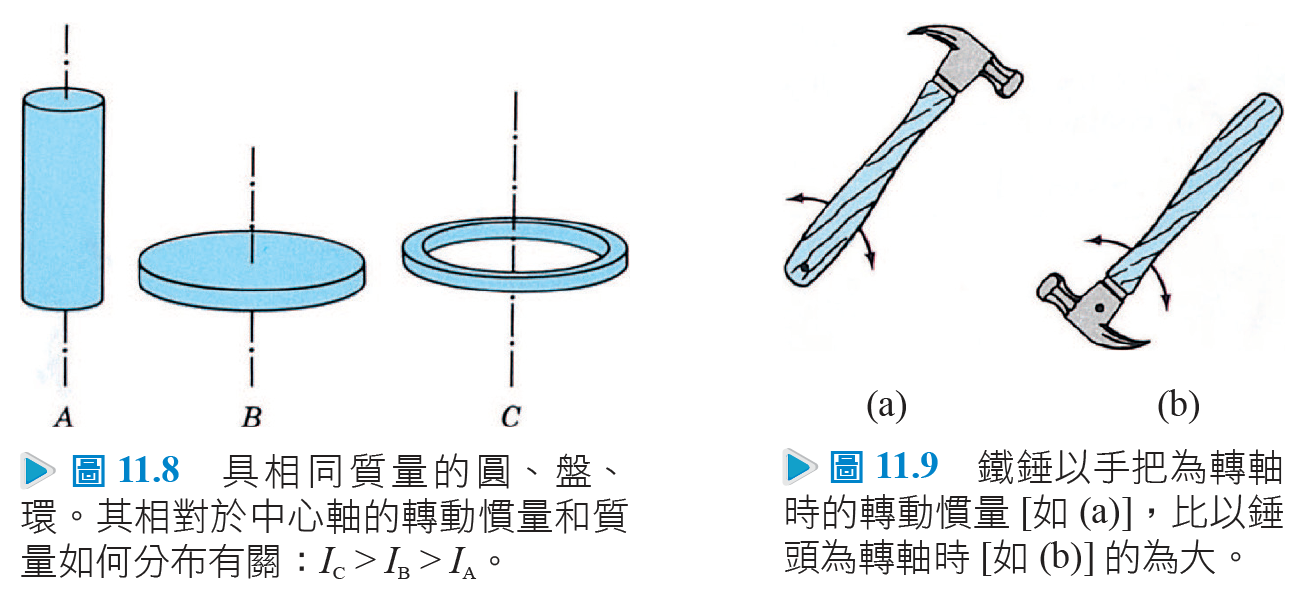 A
B
C
圖 11.8 具相同質量的圓、盤、
環。其相對於中心軸的轉動慣量和質
量如何分布有關：I_C > I_B > I_A。
(a)
(b)
圖 11.9 鐵錘以手把為轉軸
時的轉動慣量 [如 (a)]，比以錘
頭為轉軸時 [如 (b)] 的為大。